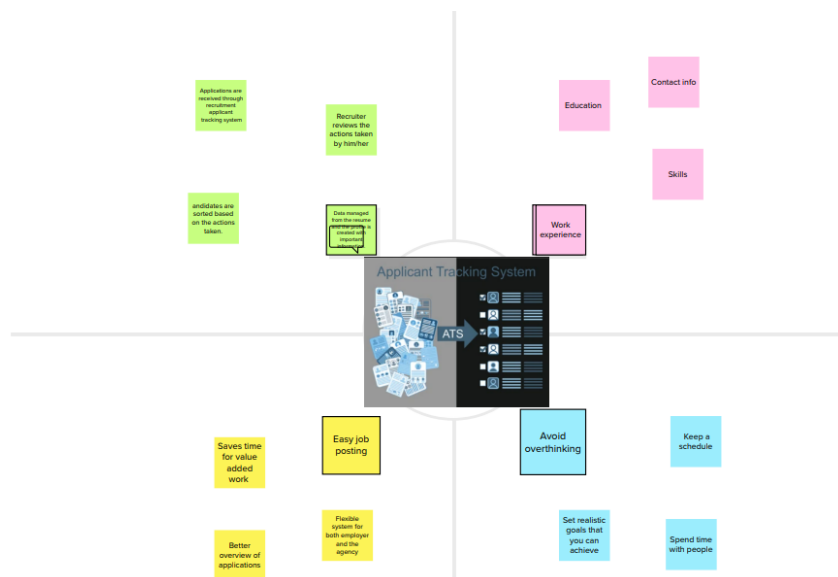 Applications are
received through
recruitment
applicant
tracking system
Recruiter
reviews the
actions taken
by him/her
andidates are
sorted based
on the actions
taken.
Data managed
from the resume
and the profile is
created with
important
information
Education
Contact info
Skills
Work
experience
Applicant Tracking System
ATS
Saves time
for value
added
work
Easy job
posting
Better
overview of
applications
Flexible
system for
both employer
and the
agency
Avoid
overthinking
Keep a
schedule
Set realistic
goals that
you can
achieve
Spend time
with people